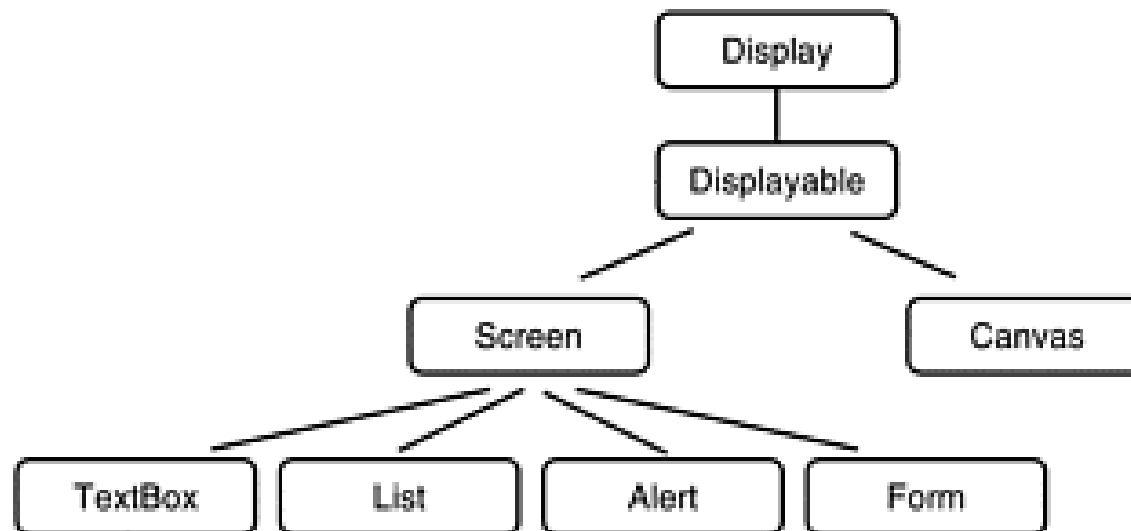 Display
Displayable
Screen
Canvas
TextBox
List
Alert
Form